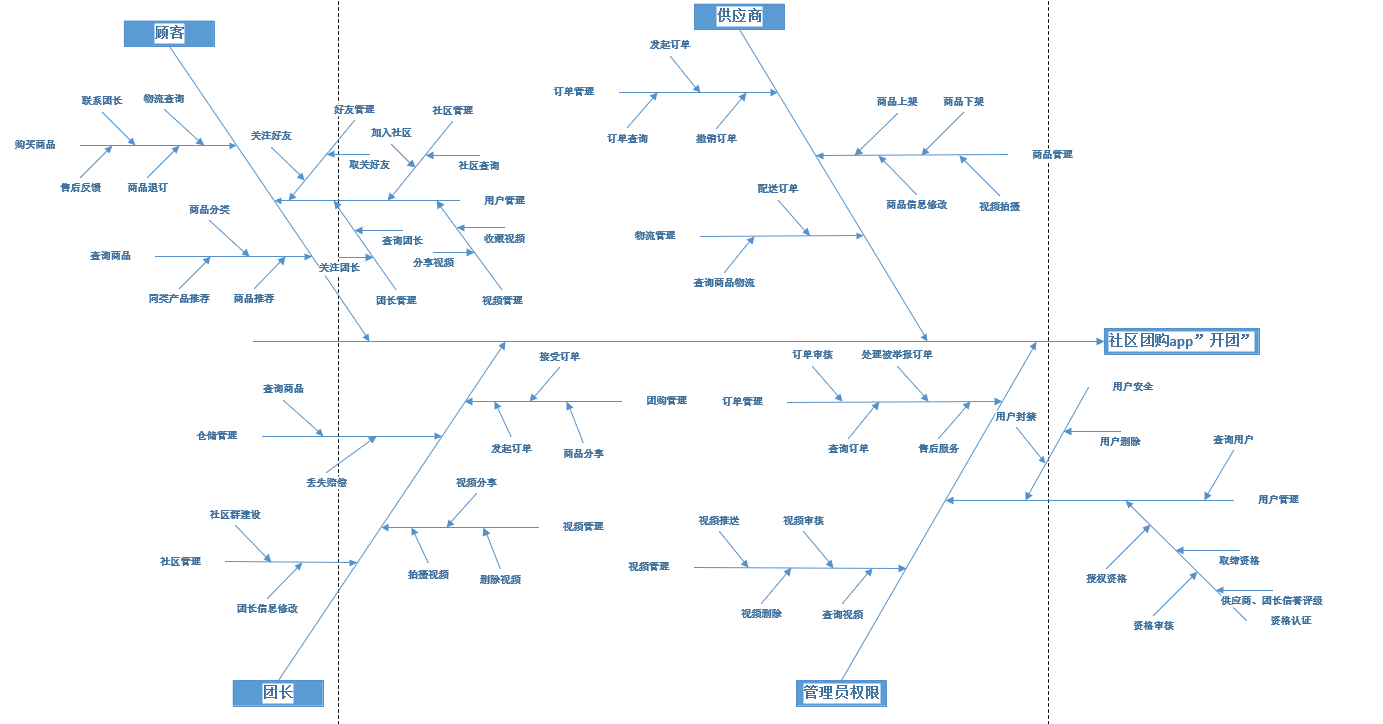 顾客
供应商
发起订单
订单管理
订单查询
撤销订单
联系团长
物流查询
购买商品
售后反馈
商品退订
关注好友
好友管理
加入社区
社区管理
取关好友
社区查询
商品上架
商品下架
商品管理
商品信息修改
视频拍摄
商品分类
用户管理
配送订单
查询商品
查询团长
收藏视频
物流管理
关注团长
分享视频
同类产品推荐
商品推荐
团长管理
视频管理
查询商品物流
社区团购app”开团”
接受订单
订单审核
处理被举报订单
查询商品
团购管理
订单管理
用户安全
仓储管理
发起订单
商品分享
查询订单
售后服务
用户封禁
用户删除
查询用户
丢失赔偿
视频分享
用户管理
社区群建设
视频管理
视频推送
视频审核
社区管理
拍摄视频
删除视频
视频管理
取缔资格
授权资格
团长信息修改
视频删除
查询视频
供应商、团长信誉评级
资格审核
资格认证
团长
管理员权限